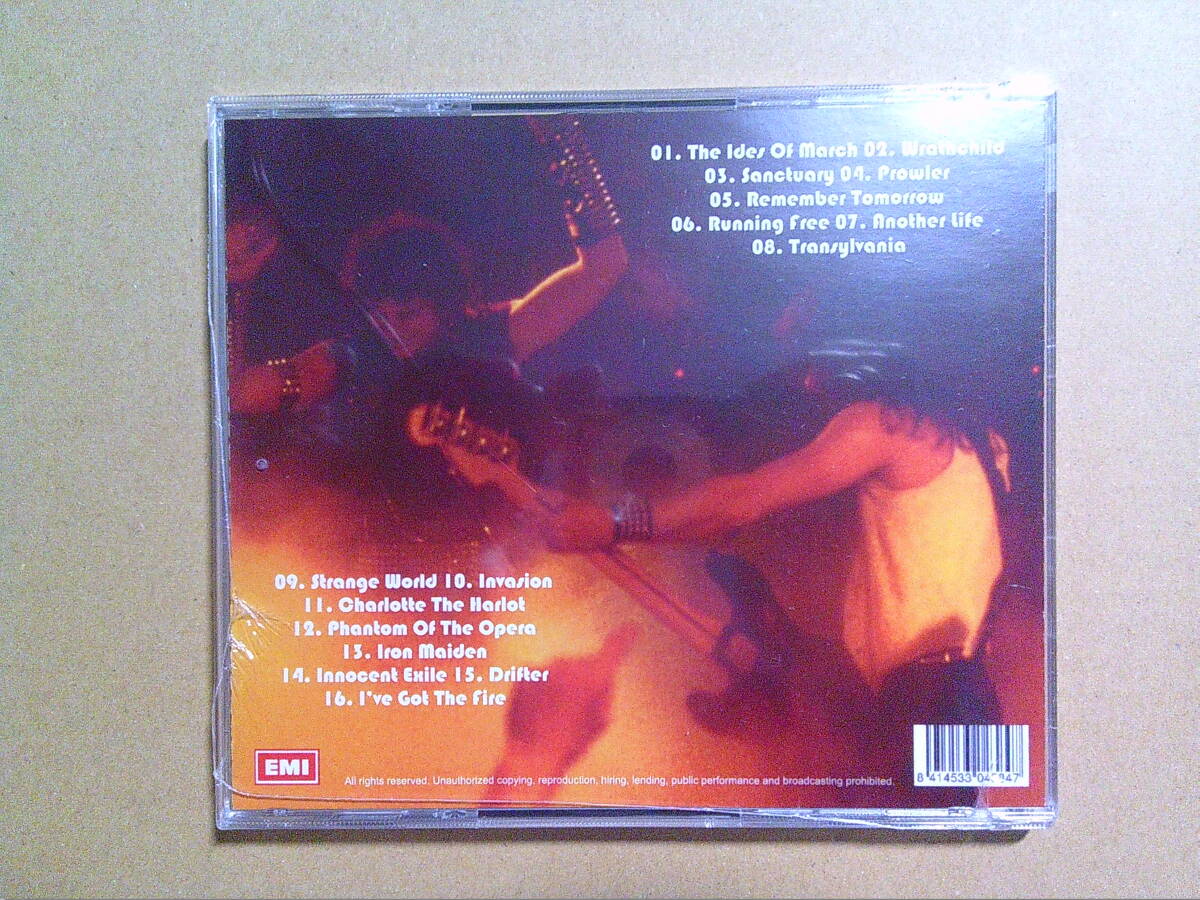 01. The Ides Of March 02. Wrathchild
03. Sanctuary 04. Prowler
05. Remember Tomorrow
06. Running Free 07. Another Life
08. Transylvania
09. Strange World 10. Invasion
11. Charlotte The Harlot
12. Phantom Of The Opera
13. Iron Maiden
14. Innocent Exile 15. Drifter
16. I've Got The Fire
EMI
All rights reserved. Unauthorized copying, reproduction, hiring, lending, public performance and broadcasting prohibited.
8 414533